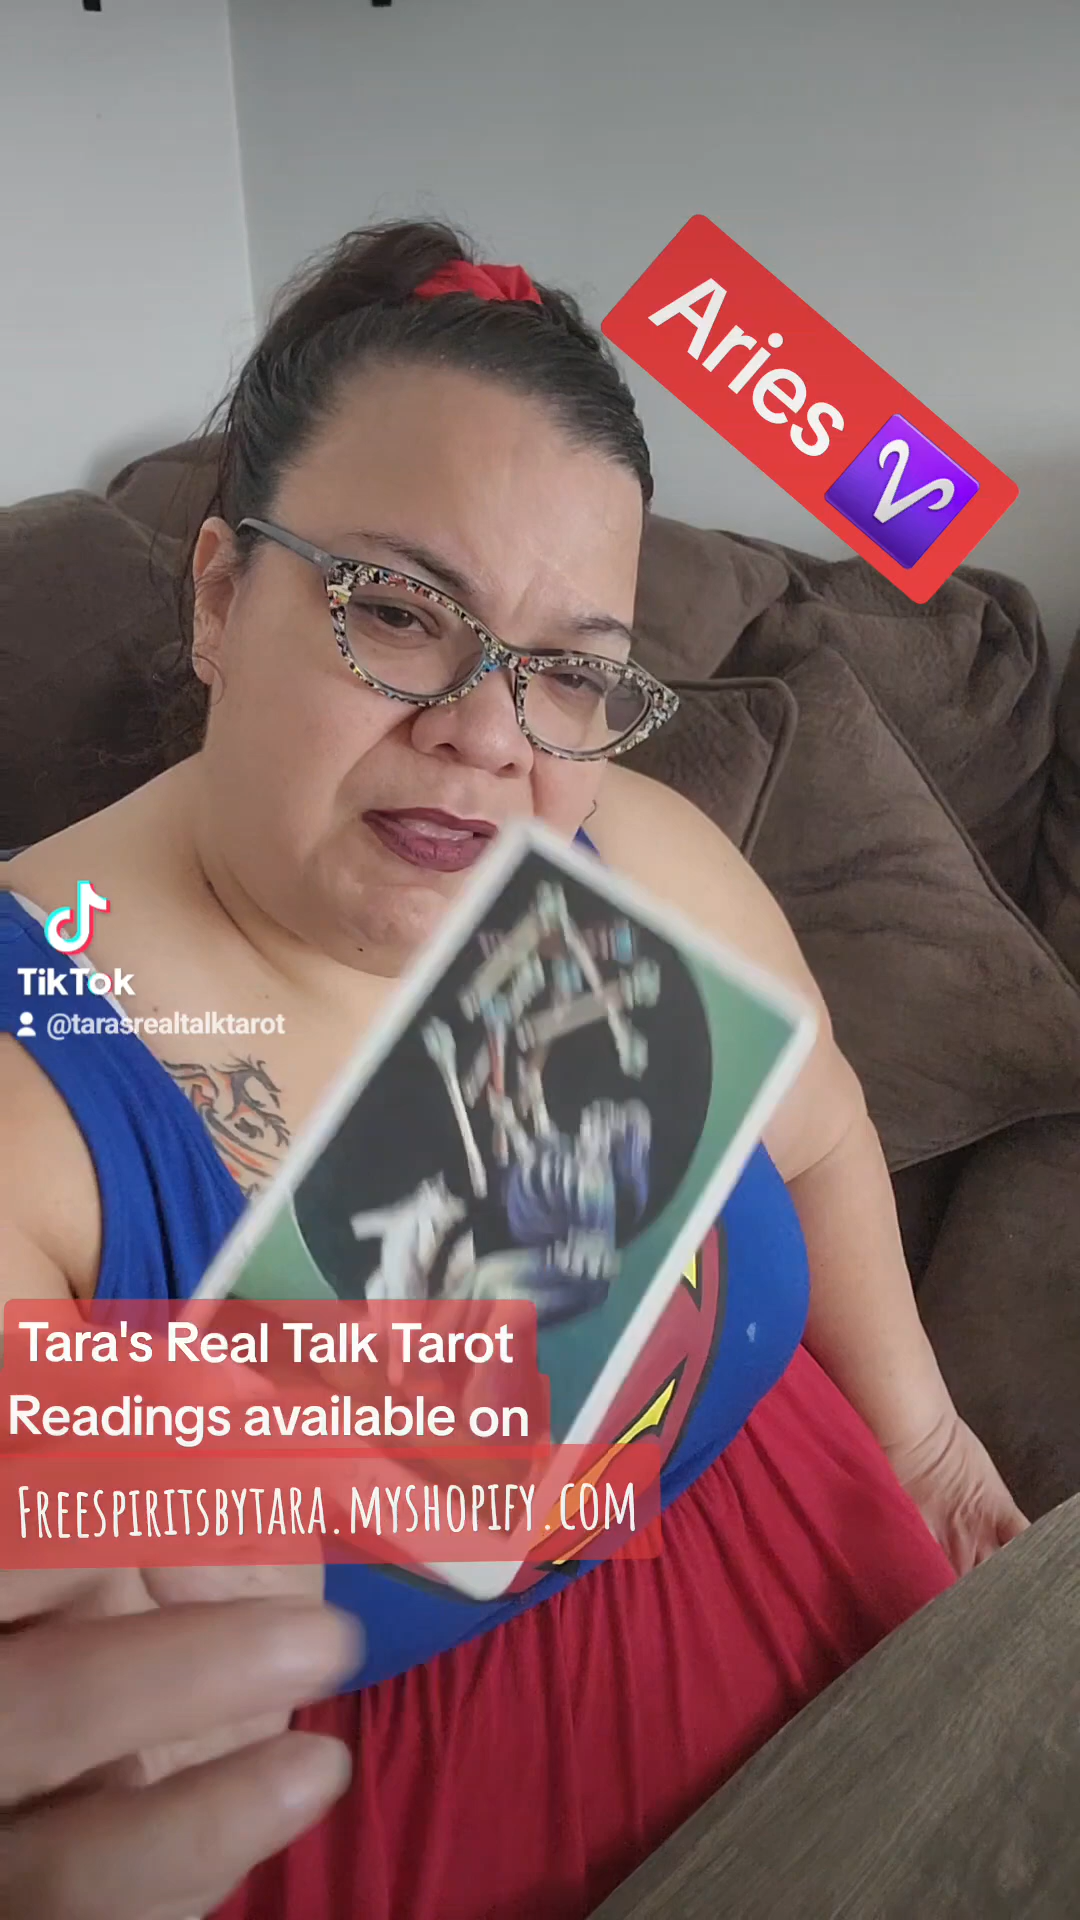 Aries ♈
TikTok
@tarasrealtalktarot
Tara's Real Talk Tarot
Readings available on
FREESPIRITSBYTARA.MYSHOPIFY.COM